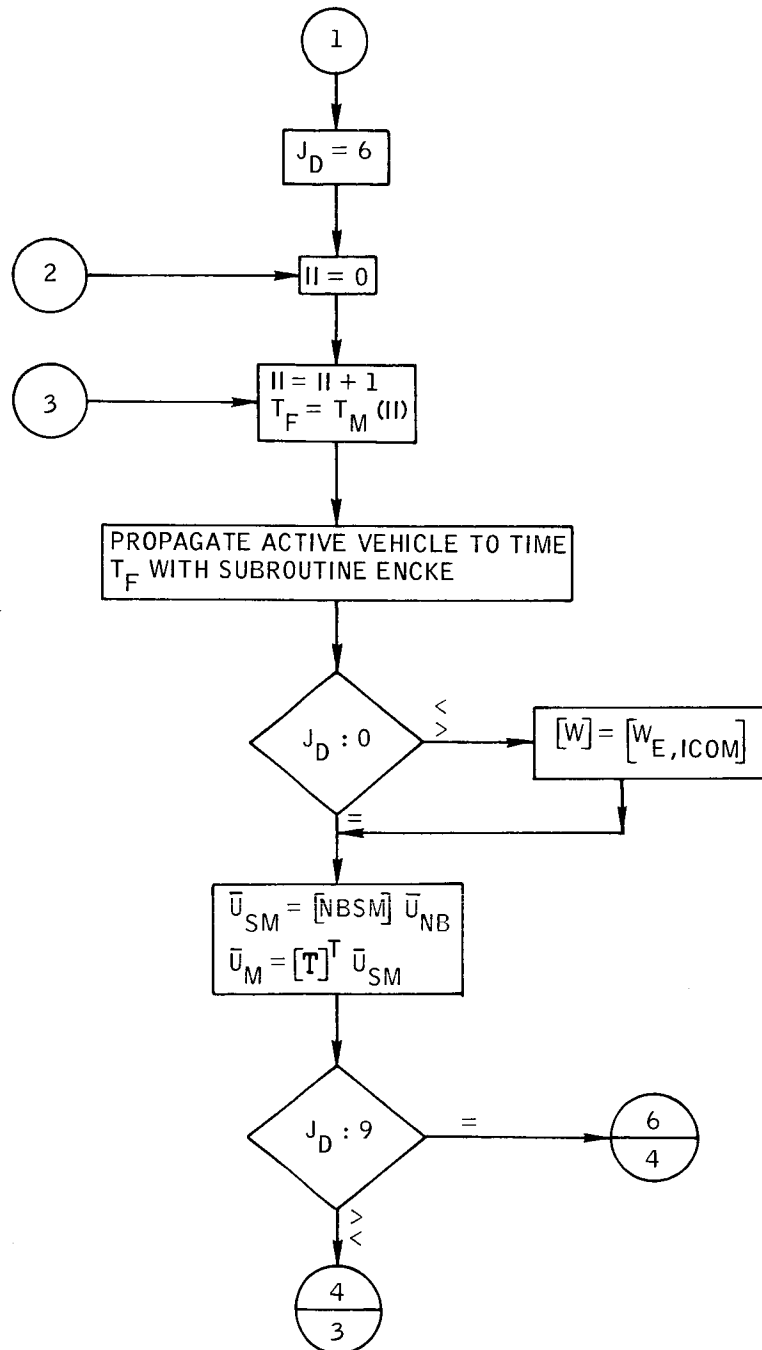 1
J_D = 6
2
II = 0
3
II = II + 1
T_F = T_M (II)
PROPAGATE ACTIVE VEHICLE TO TIME
T_F WITH SUBROUTINE ENCKE
J_D : 0
<
>
[W] = [W_E,ICOM]
=
Ū_SM = [NBSM] Ū_NB
Ū_M = [T]^T Ū_SM
J_D : 9
=
6
4
>
<
4
3